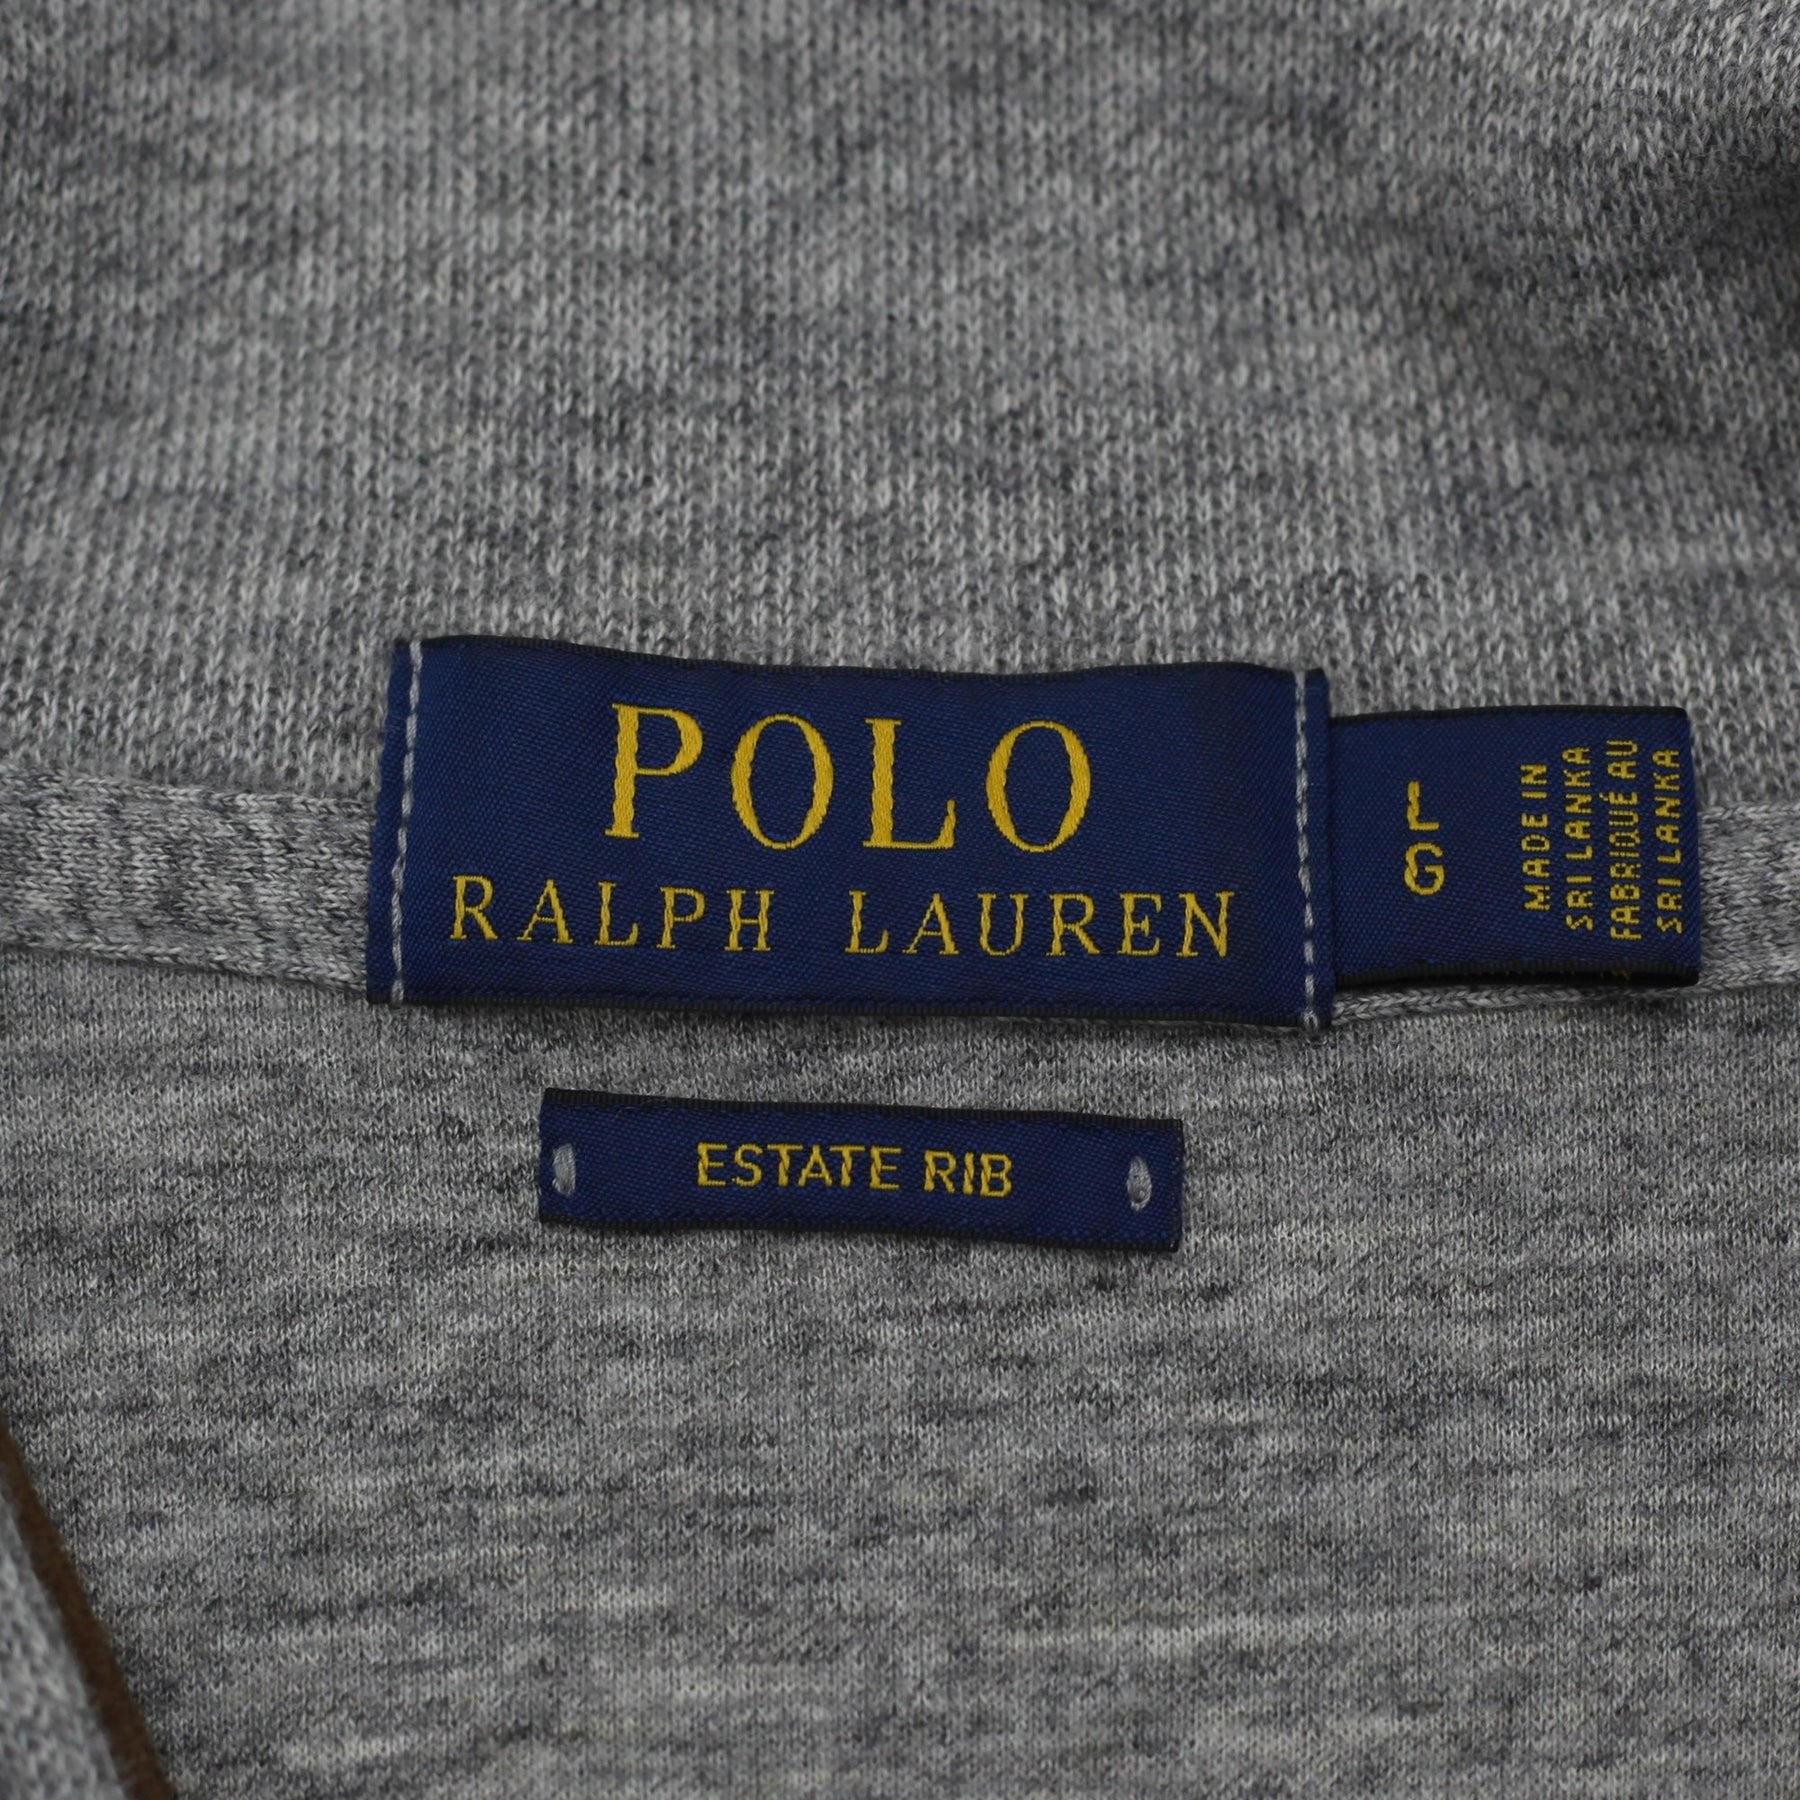 POLO
RALPH LAUREN
L
G
MADE IN
SRI LANKA
FABRIQUÉ AU
SRI LANKA
ESTATE RIB